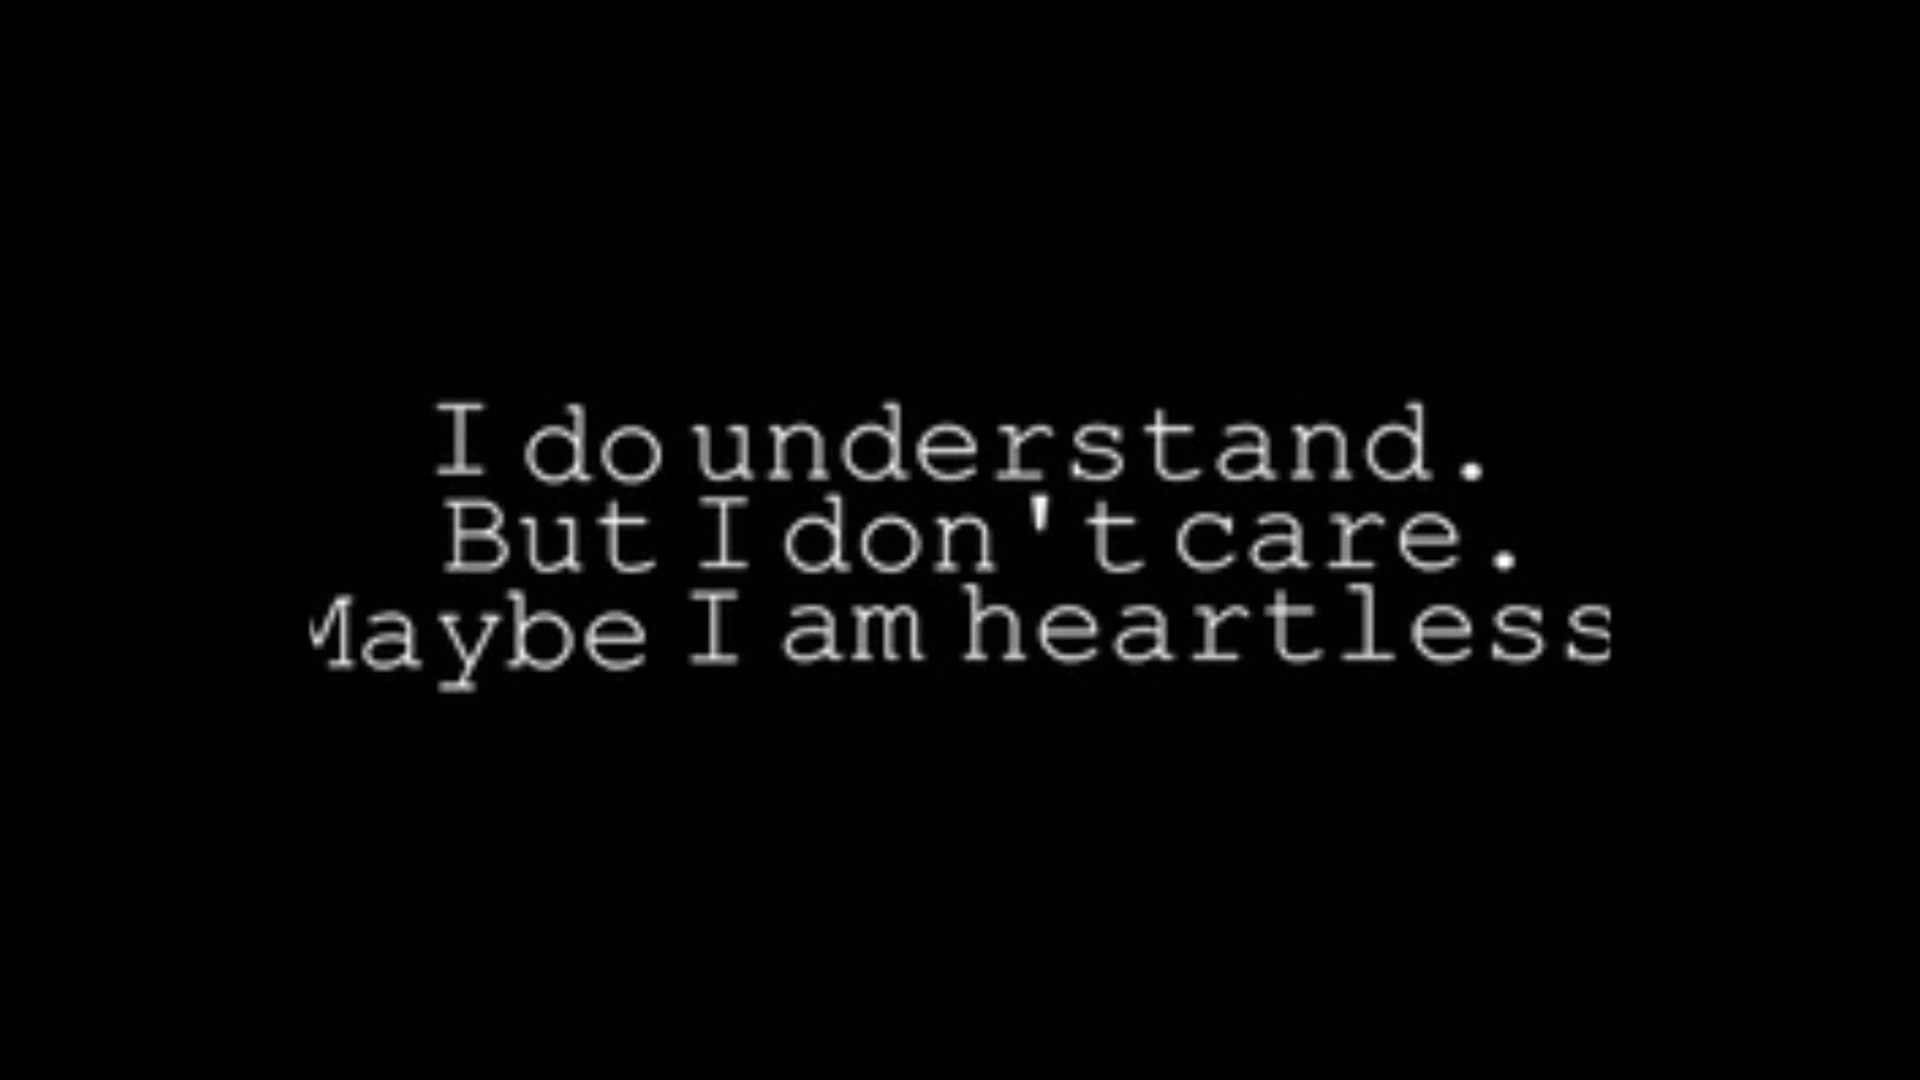 I do understand.
But I don't care.
Maybe I am heartless